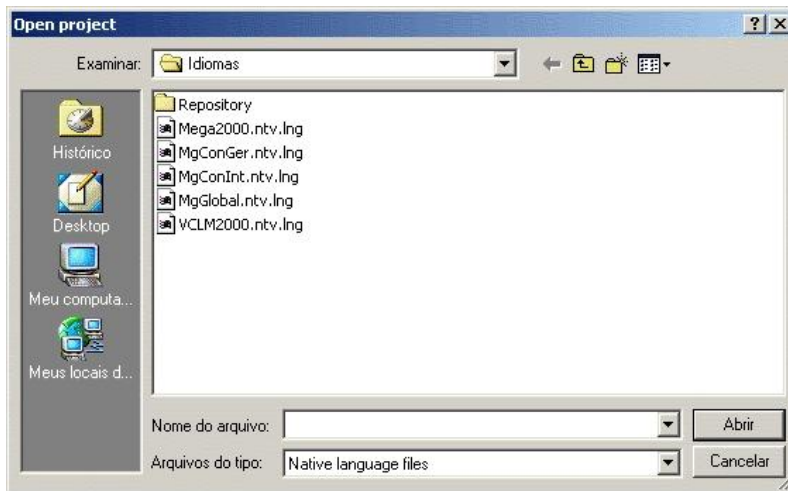 Open project
Examinar: Idiomas
Histórico
Desktop
Meu computa...
Meus locais d...
Repository
Mega2000.ntv.lng
MgConGer.ntv.lng
MgConInt.ntv.lng
MgGlobal.ntv.lng
VCLM2000.ntv.lng
Nome do arquivo:
Abrir
Arquivos do tipo: Native language files
Cancelar